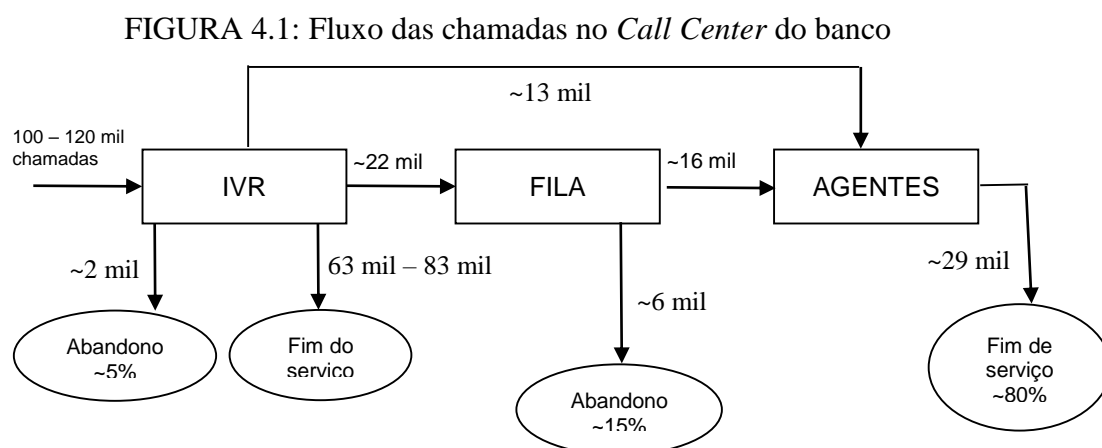 FIGURA 4.1: Fluxo das chamadas no Call Center do banco
~13 mil
100 – 120 mil
chamadas
IVR
~22 mil
FILA
~16 mil
AGENTES
~2 mil
63 mil – 83 mil
~6 mil
~29 mil
Abandono
~5%
Fim do
serviço
Abandono
~15%
Fim de
serviço
~80%